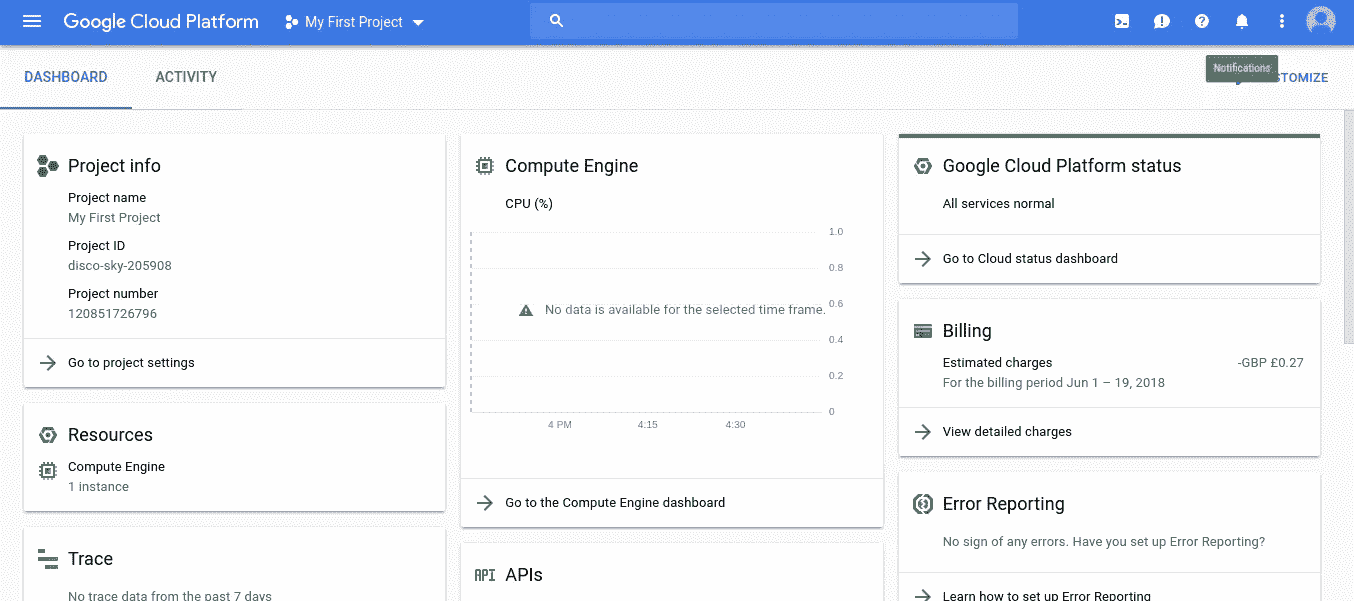 Google Cloud Platform
My First Project
DASHBOARD
ACTIVITY
Notifications
TOMIZE
Project info
Project name
My First Project
Project ID
disco-sky-205908
Project number
120851726796
Go to project settings
Resources
Compute Engine
1 instance
Trace
No trace data from the past 7 days
Compute Engine
CPU (%)
1.0
0.8
0.6
No data is available for the selected time frame.
0.4
0.2
0
4 PM 4:15 4:30
Go to the Compute Engine dashboard
API APIs
Google Cloud Platform status
All services normal
Go to Cloud status dashboard
Billing
Estimated charges -GBP £0.27
For the billing period Jun 1 – 19, 2018
View detailed charges
Error Reporting
No sign of any errors. Have you set up Error Reporting?
Learn how to set up Error Reporting